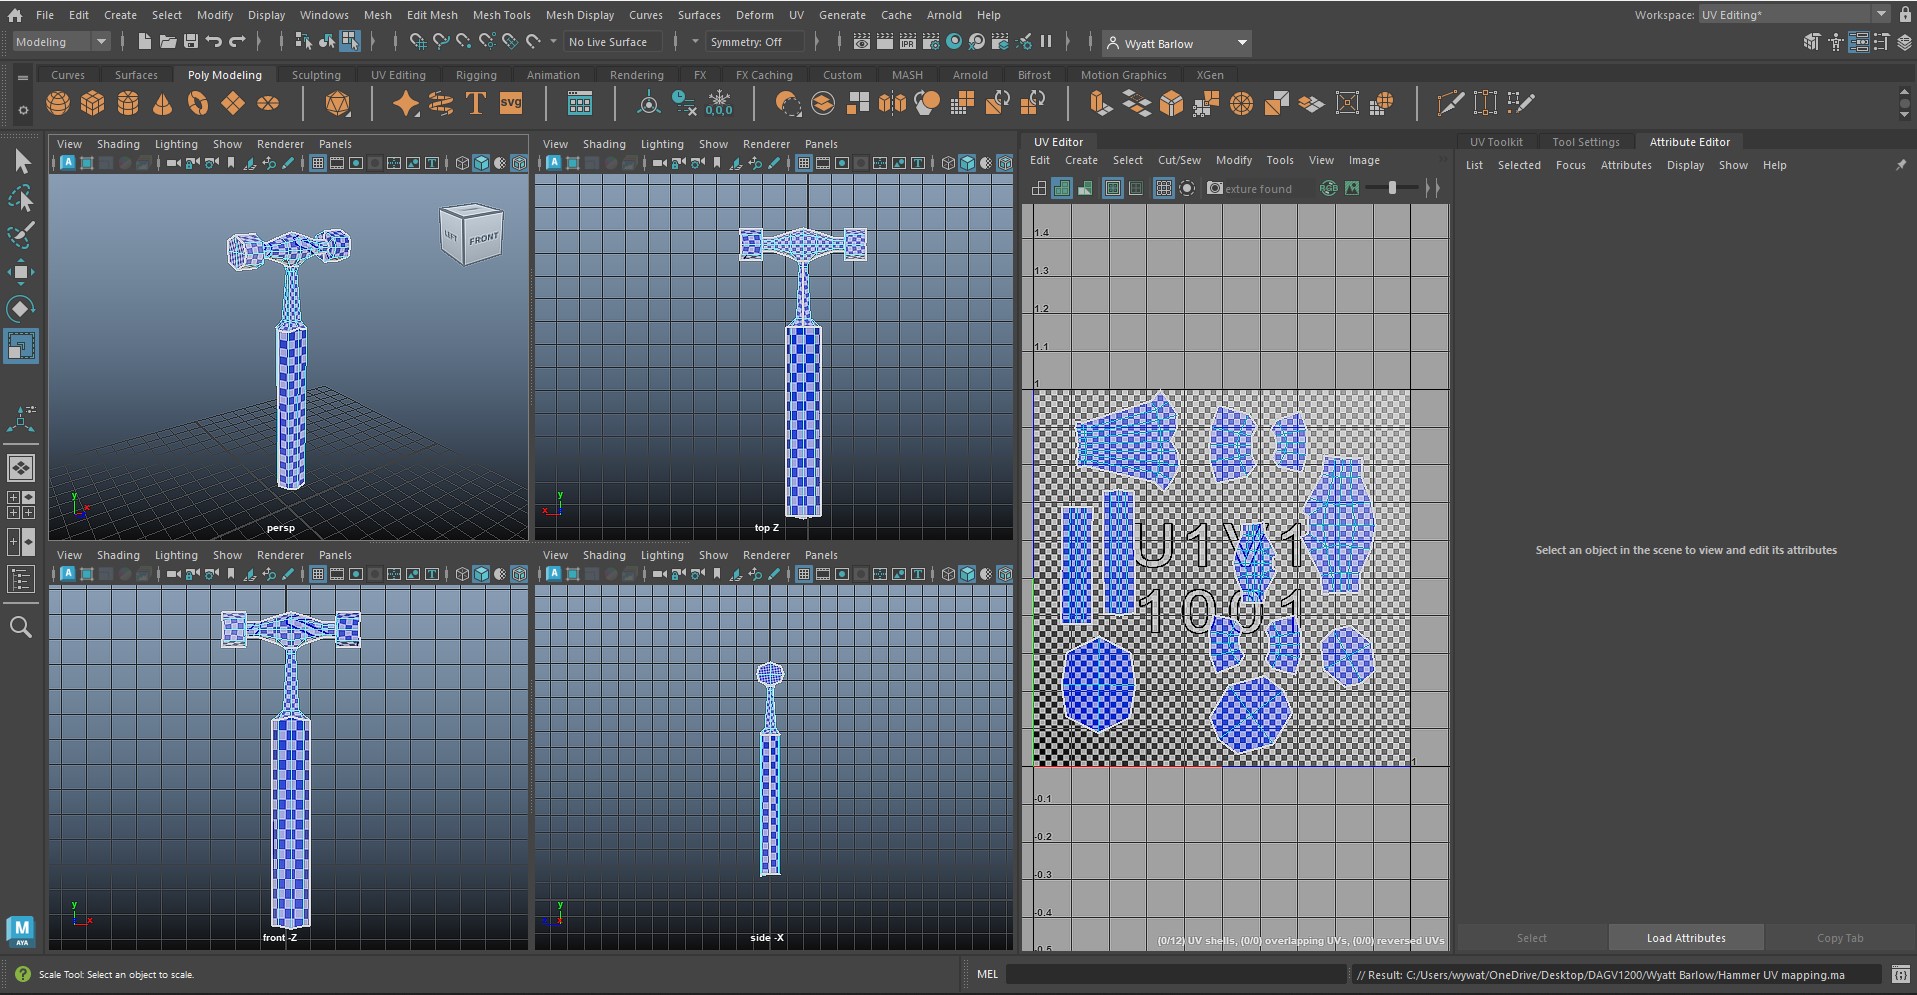 File Edit Create Select Modify Display Windows Mesh Edit Mesh Mesh Tools Mesh Display Curves Surfaces Deform UV Generate Cache Arnold Help Workspace: UV Editing*
Modeling No Live Surface Symmetry: Off IPR Wyatt Barlow
Curves Surfaces Poly Modeling Sculpting UV Editing Rigging Animation Rendering FX FX Caching Custom MASH Arnold Bifrost Motion Graphics XGen
T SVG 0,0,0
View Shading Lighting Show Renderer Panels
LEFT FRONT
y x
persp
View Shading Lighting Show Renderer Panels
y x
top Z
View Shading Lighting Show Renderer Panels
y x
front -Z
View Shading Lighting Show Renderer Panels
y
side -X
UV Editor
Edit Create Select Cut/Sew Modify Tools View Image
exture found RGB
1.4
1.3
1.2
1.1
1
U1V1
1001
1
-0.1
-0.2
-0.3
-0.4
-0.5
(0/12) UV shells, (0/0) overlapping UVs, (0/0) reversed UVs
UV Toolkit Tool Settings Attribute Editor
List Selected Focus Attributes Display Show Help
Select an object in the scene to view and edit its attributes
Select Load Attributes Copy Tab
M
AYA
Scale Tool: Select an object to scale.
MEL
// Result: C:/Users/wywat/OneDrive/Desktop/DAGV1200/Wyatt Barlow/Hammer UV mapping.ma